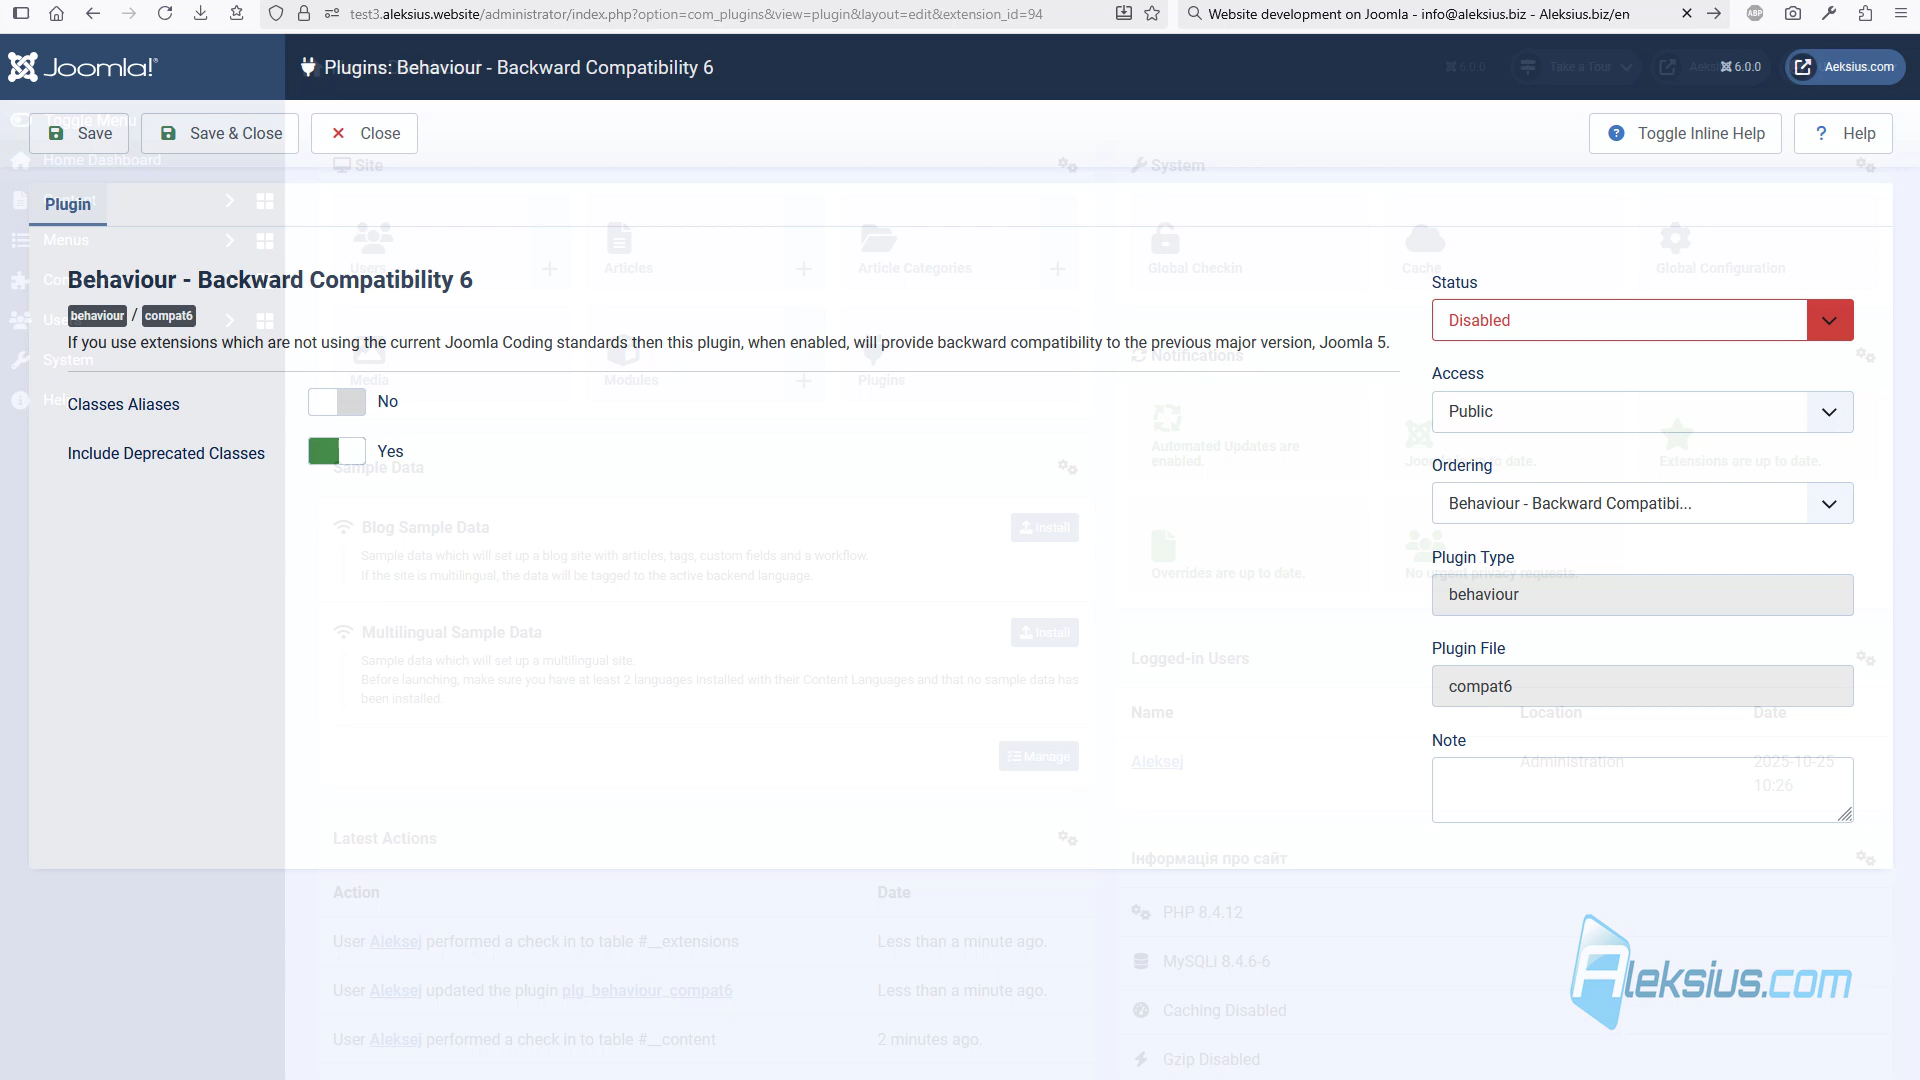 test3.aleksius.website/administrator/index.php?option=com_plugins&view=plugin&layout=edit&extension_id=94
Website development on Joomla - info@aleksius.biz - Aleksius.biz/en
ABP
Joomla!®
Plugins: Behaviour - Backward Compatibility 6
6.0.0
Take a Tour
6.0.0
Aeksius.com
Toggle Menu
Save
Save & Close
Close
Toggle Inline Help
Help
Home Dashboard
Site
System
Plugin
Menus
Users
Articles
Article Categories
Global Checkin
Cache
Global Configuration
Behaviour - Backward Compatibility 6
Status
behaviour / compat6
Disabled
If you use extensions which are not using the current Joomla Coding standards then this plugin, when enabled, will provide backward compatibility to the previous major version, Joomla 5.
Notifications
System
Media
Modules
Plugins
Access
Classes Aliases
No
Public
Automated Updates are
enabled.
Include Deprecated Classes
Yes
Sample Data
Ordering
Extensions are up to date.
Behaviour - Backward Compatibi...
Blog Sample Data
Install
Sample data which will set up a blog site with articles, tags, custom fields and a workflow.
If the site is multilingual, the data will be tagged to the active backend language.
Plugin Type
Overrides are up to date.
No urgent privacy requests.
behaviour
Multilingual Sample Data
Install
Sample data which will set up a multilingual site.
Before launching, make sure you have at least 2 languages installed with their Content Languages and that no sample data has
been installed.
Logged-in Users
Plugin File
compat6
Name
Location
Date
Note
Manage
Aleksej
Administration
2025-10-25
10:26
Latest Actions
Інформація про сайт
Action
Date
PHP 8.4.12
User Aleksej performed a check in to table #__extensions
Less than a minute ago.
MySQLi 8.4.6-6
User Aleksej updated the plugin plg_behaviour_compat6
Less than a minute ago.
Caching Disabled
User Aleksej performed a check in to table #__content
2 minutes ago.
Gzip Disabled
Aleksius.com